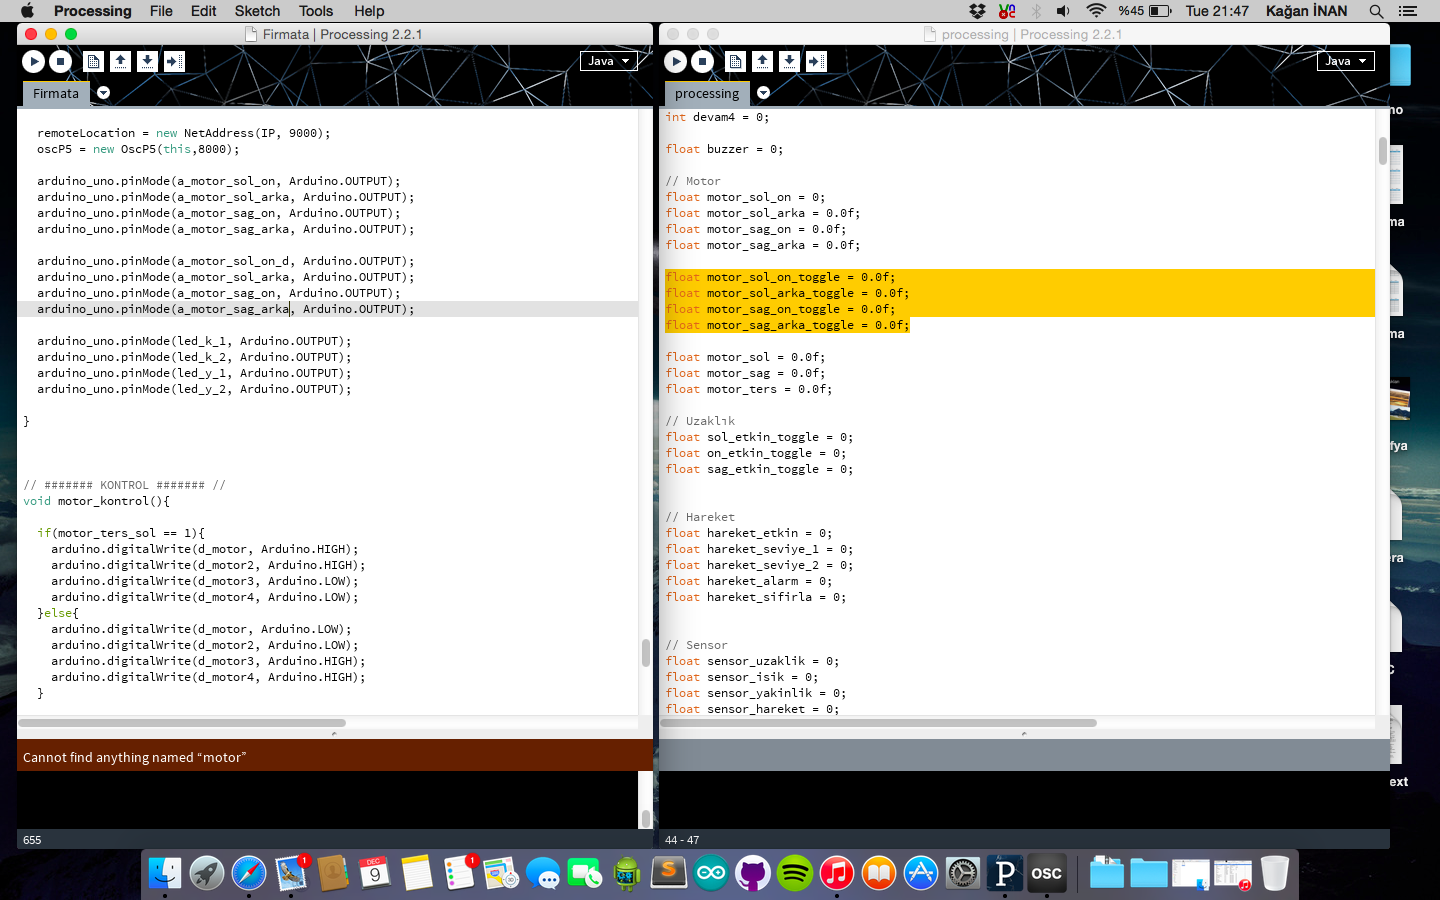 Processing File Edit Sketch Tools Help %45 Tue 21:47 Kağan İNAN
Firmata | Processing 2.2.1
Java
Firmata
remoteLocation = new NetAddress(IP, 9000);
oscP5 = new OscP5(this,8000);
arduino_uno.pinMode(a_motor_sol_on, Arduino.OUTPUT);
arduino_uno.pinMode(a_motor_sol_arka, Arduino.OUTPUT);
arduino_uno.pinMode(a_motor_sag_on, Arduino.OUTPUT);
arduino_uno.pinMode(a_motor_sag_arka, Arduino.OUTPUT);
arduino_uno.pinMode(a_motor_sol_on_d, Arduino.OUTPUT);
arduino_uno.pinMode(a_motor_sol_arka, Arduino.OUTPUT);
arduino_uno.pinMode(a_motor_sag_on, Arduino.OUTPUT);
arduino_uno.pinMode(a_motor_sag_arka, Arduino.OUTPUT);
arduino_uno.pinMode(led_k_1, Arduino.OUTPUT);
arduino_uno.pinMode(led_k_2, Arduino.OUTPUT);
arduino_uno.pinMode(led_y_1, Arduino.OUTPUT);
arduino_uno.pinMode(led_y_2, Arduino.OUTPUT);
}
// ####### KONTROL ####### //
void motor_kontrol(){
if(motor_ters_sol == 1){
arduino.digitalWrite(d_motor, Arduino.HIGH);
arduino.digitalWrite(d_motor2, Arduino.HIGH);
arduino.digitalWrite(d_motor3, Arduino.LOW);
arduino.digitalWrite(d_motor4, Arduino.LOW);
}else{
arduino.digitalWrite(d_motor, Arduino.LOW);
arduino.digitalWrite(d_motor2, Arduino.LOW);
arduino.digitalWrite(d_motor3, Arduino.HIGH);
arduino.digitalWrite(d_motor4, Arduino.HIGH);
}
Cannot find anything named “motor”
655
processing | Processing 2.2.1
Java
processing
int devam4 = 0;
float buzzer = 0;
// Motor
float motor_sol_on = 0;
float motor_sol_arka = 0.0f;
float motor_sag_on = 0.0f;
float motor_sag_arka = 0.0f;
float motor_sol_on_toggle = 0.0f;
float motor_sol_arka_toggle = 0.0f;
float motor_sag_on_toggle = 0.0f;
float motor_sag_arka_toggle = 0.0f;
float motor_sol = 0.0f;
float motor_sag = 0.0f;
float motor_ters = 0.0f;
// Uzaklık
float sol_etkin_toggle = 0;
float on_etkin_toggle = 0;
float sag_etkin_toggle = 0;
// Hareket
float hareket_etkin = 0;
float hareket_seviye_1 = 0;
float hareket_seviye_2 = 0;
float hareket_alarm = 0;
float hareket_sifirla = 0;
// Sensor
float sensor_uzaklik = 0;
float sensor_isik = 0;
float sensor_yakinlik = 0;
float sensor_hareket = 0;
44 - 47
no
ma
ma
fya
era
C
ext
1
DEC
9
1
S
P
OSC